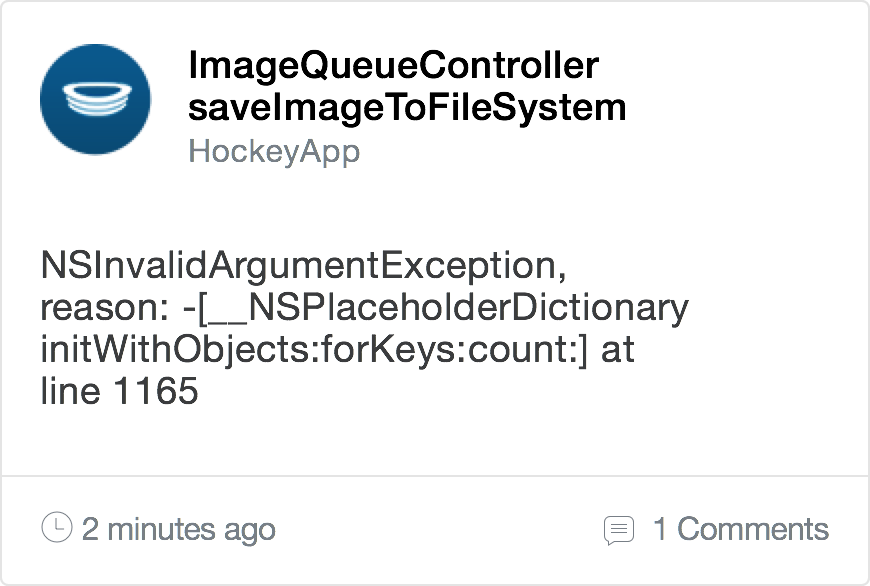 ImageQueueController
saveImageToFileSystem
HockeyApp
NSInvalidArgumentException,
reason: -[__NSPlaceholderDictionary
initWithObjects:forKeys:count:] at
line 1165
2 minutes ago
1 Comments